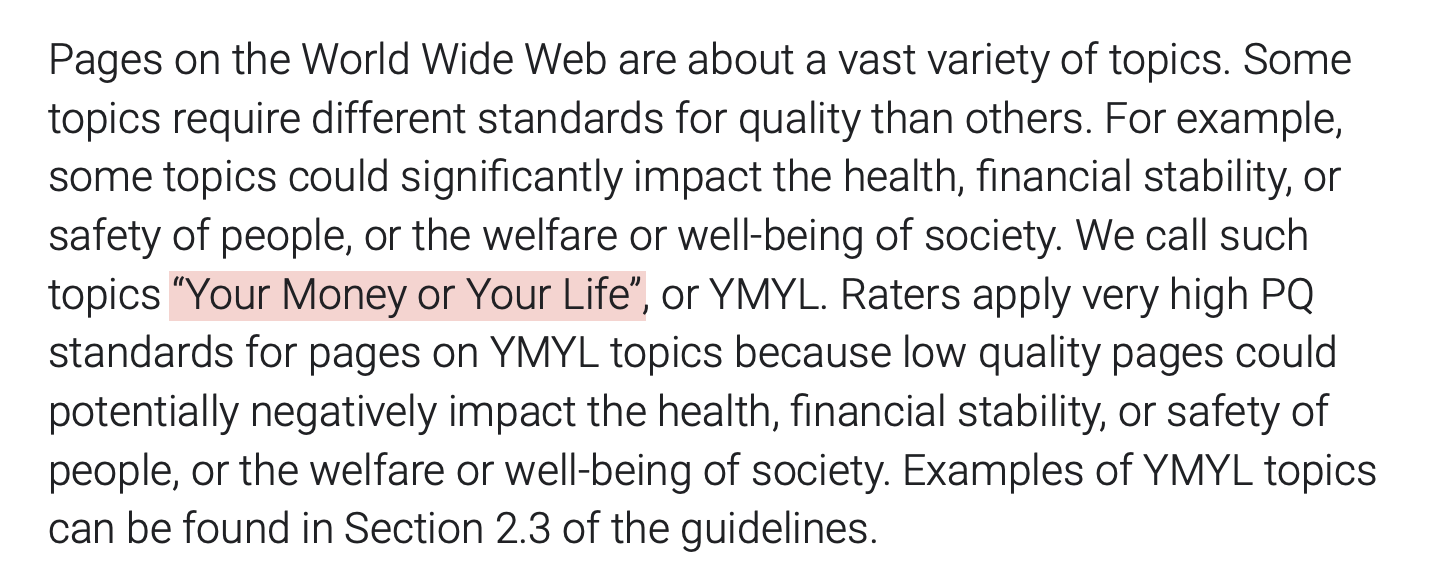 Pages on the World Wide Web are about a vast variety of topics. Some
topics require different standards for quality than others. For example,
some topics could significantly impact the health, financial stability, or
safety of people, or the welfare or well-being of society. We call such
topics “Your Money or Your Life”, or YMYL. Raters apply very high PQ
standards for pages on YMYL topics because low quality pages could
potentially negatively impact the health, financial stability, or safety of
people, or the welfare or well-being of society. Examples of YMYL topics
can be found in Section 2.3 of the guidelines.